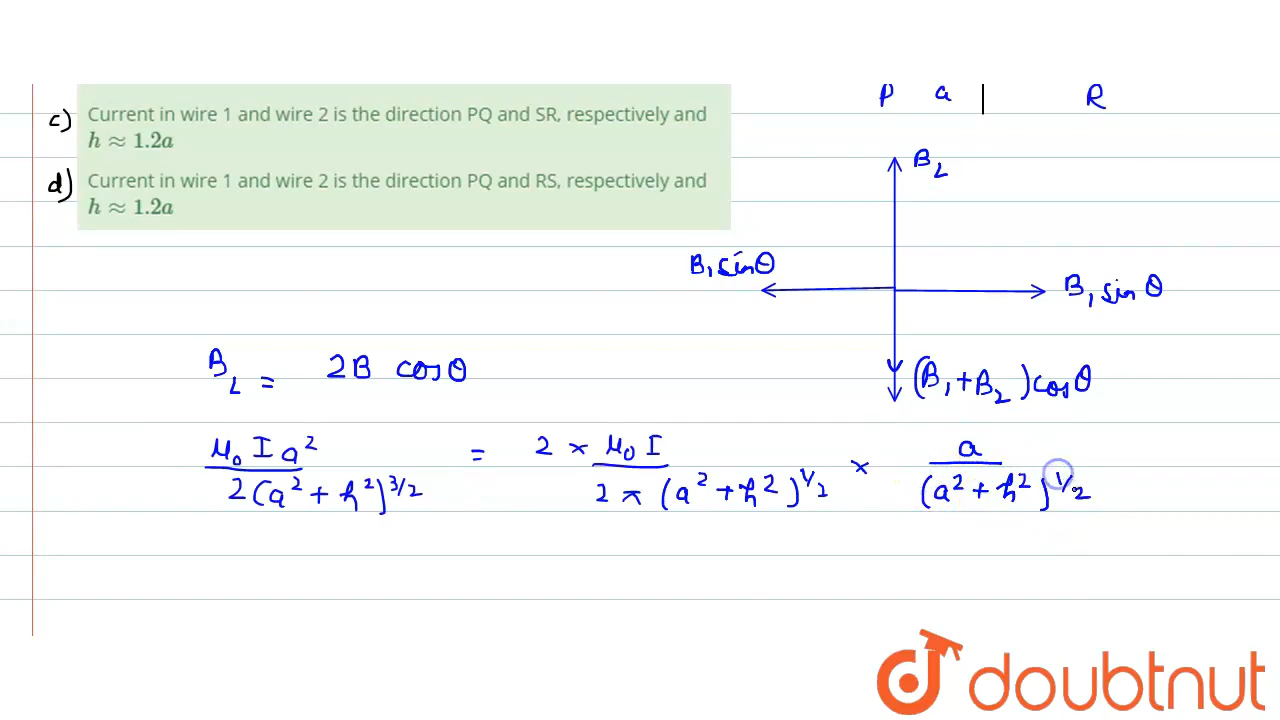 P a R
c) Current in wire 1 and wire 2 is the direction PQ and SR, respectively and
h ≈ 1.2a
d) Current in wire 1 and wire 2 is the direction PQ and RS, respectively and
h ≈ 1.2a
B_L
B₁ sinθ
B₁ sinθ
(B₁ + B₂) cosθ
B_L = 2B cosθ
μ₀ I a² / 2(a² + h²)^3/2 = 2 × μ₀ I / 2π (a² + h²)^1/2 × a / (a² + h²)^1/2
doubtnut